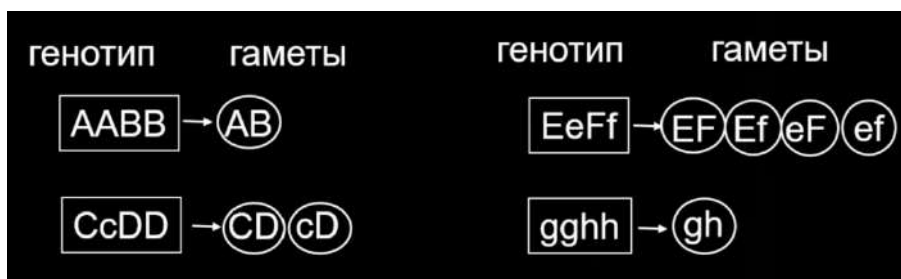 генотип гаметы
AABB → AB
CcDD → CD cD
генотип гаметы
EeFf → EF Ef eF ef
gghh → gh